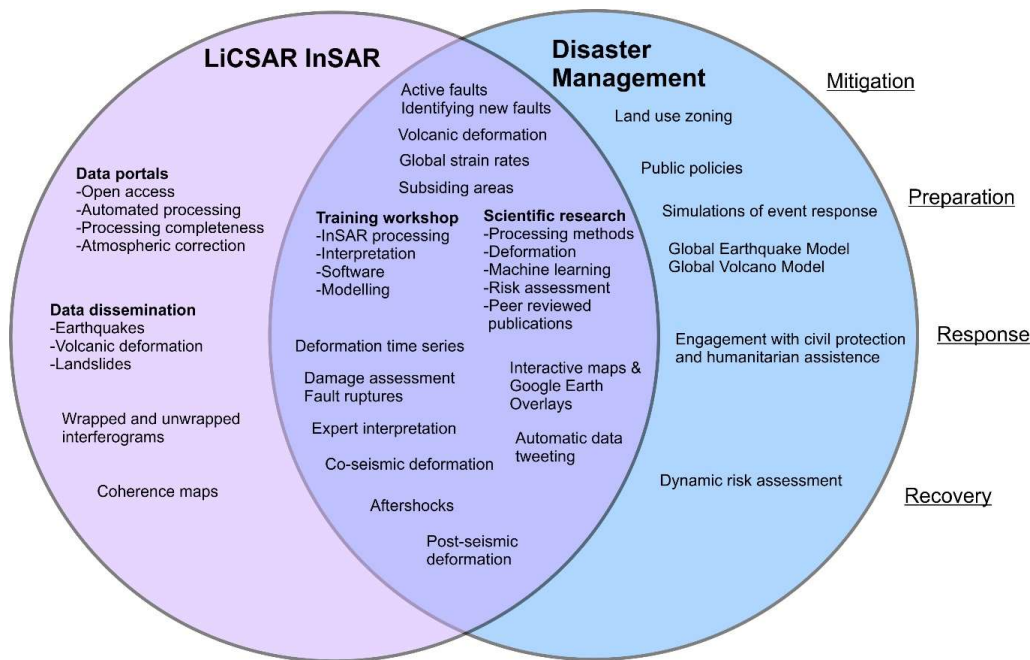 LiCSAR InSAR
Data portals
-Open access
-Automated processing
-Processing completeness
-Atmospheric correction
Data dissemination
-Earthquakes
-Volcanic deformation
-Landslides
Wrapped and unwrapped
interferograms
Coherence maps
Active faults
Identifying new faults
Volcanic deformation
Global strain rates
Subsiding areas
Training workshop
-InSAR processing
-Interpretation
-Software
-Modelling
Scientific research
-Processing methods
-Deformation
-Machine learning
-Risk assessment
-Peer reviewed
publications
Deformation time series
Damage assessment
Fault ruptures
Expert interpretation
Co-seismic deformation
Aftershocks
Post-seismic
deformation
Interactive maps &
Google Earth
Overlays
Automatic data
tweeting
Disaster
Management
Land use zoning
Public policies
Simulations of event response
Global Earthquake Model
Global Volcano Model
Engagement with civil protection
and humanitarian assistence
Dynamic risk assessment
Mitigation
Preparation
Response
Recovery